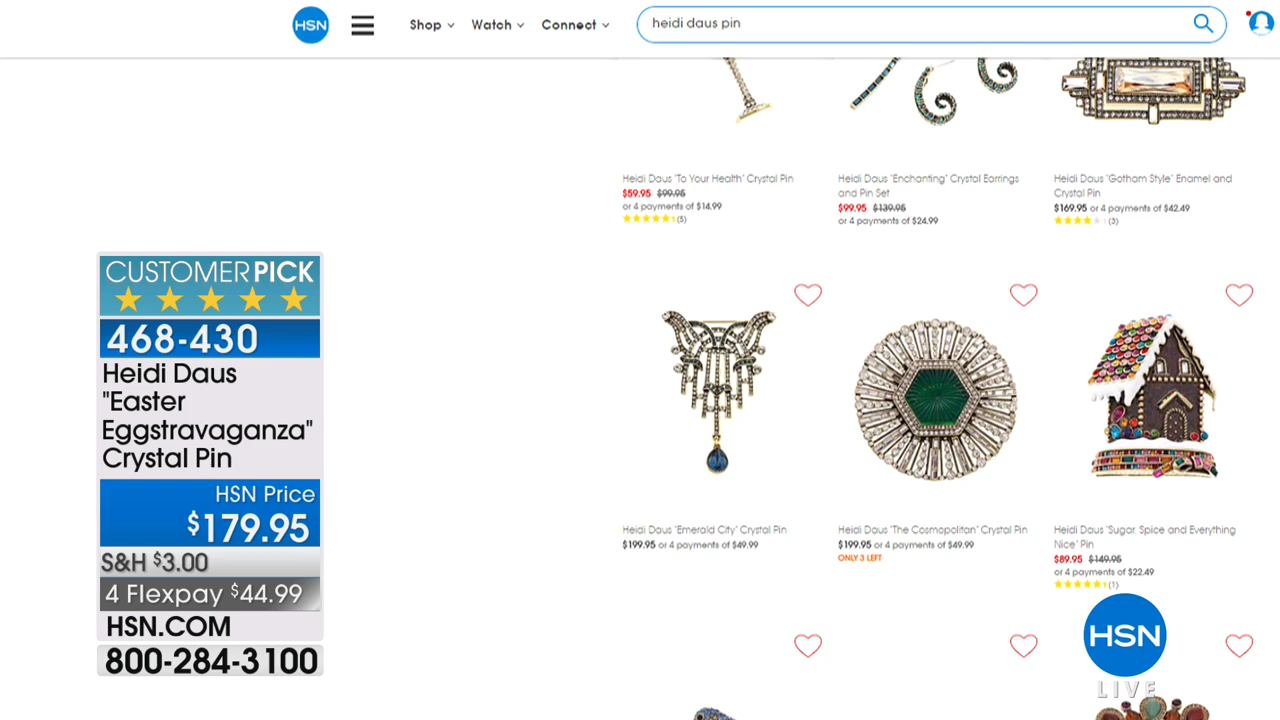 HSN
Shop
Watch
Connect
heidi daus pin
Heidi Daus "To Your Health" Crystal Pin
$59.95 $99.95
or 4 payments of $14.99
(5)
Heidi Daus "Enchanting" Crystal Earrings
and Pin Set
$99.95 $139.95
or 4 payments of $24.99
Heidi Daus "Gotham Style" Enamel and
Crystal Pin
$169.95 or 4 payments of $42.49
(3)
CUSTOMER PICK
468-430
Heidi Daus
"Easter
Eggstravaganza"
Crystal Pin
HSN Price
$179.95
S&H $3.00
4 Flexpay $44.99
HSN.COM
800-284-3100
Heidi Daus "Emerald City" Crystal Pin
$199.95 or 4 payments of $49.99
Heidi Daus "The Cosmopolitan" Crystal Pin
$199.95 or 4 payments of $49.99
ONLY 3 LEFT
Heidi Daus "Sugar, Spice and Everything
Nice" Pin
$89.95 $149.95
or 4 payments of $22.49
(1)
HSN
LIVE